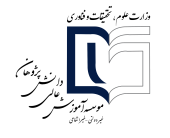 وزارت علوم، تحقیقات و فناوری
موسسه آموزش عالی
دانش پژوهان
غیردولتی - غیرانتفاعی